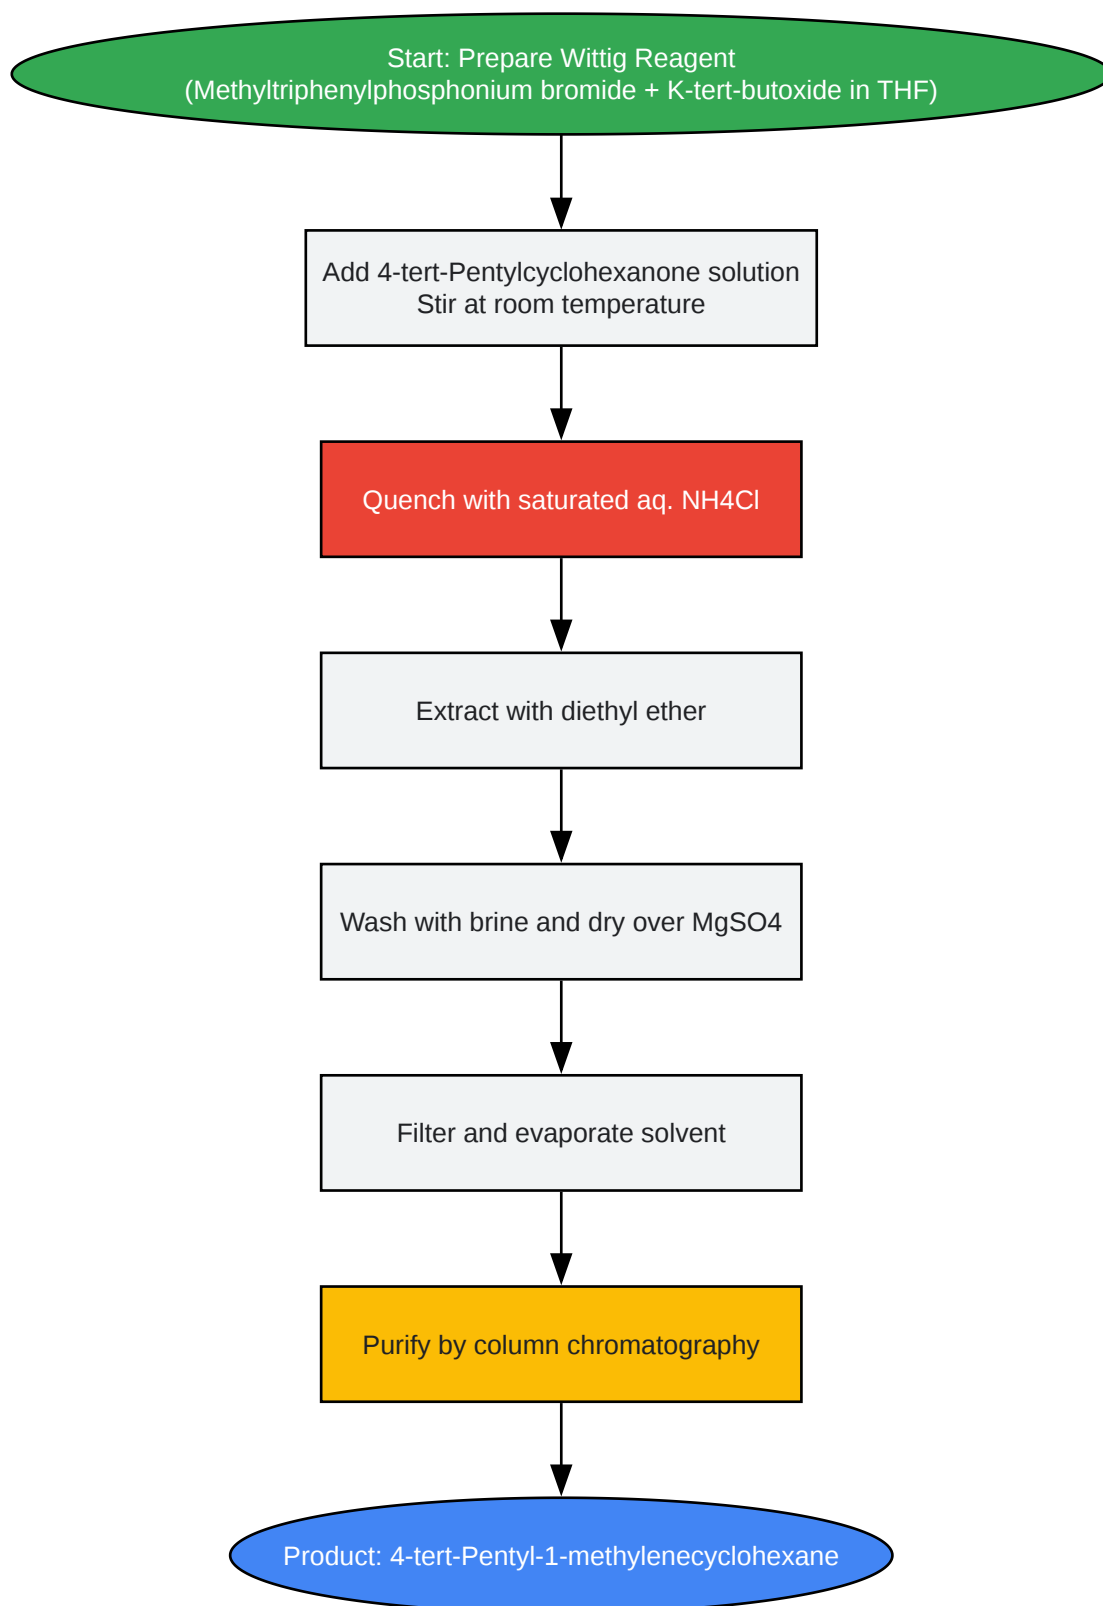 Start: Prepare Wittig Reagent
(Methyltriphenylphosphonium bromide + K-tert-butoxide in THF)
Add 4-tert-Pentylcyclohexanone solution
Stir at room temperature
Quench with saturated aq. NH4Cl
Extract with diethyl ether
Wash with brine and dry over MgSO4
Filter and evaporate solvent
Purify by column chromatography
Product: 4-tert-Pentyl-1-methylenecyclohexane